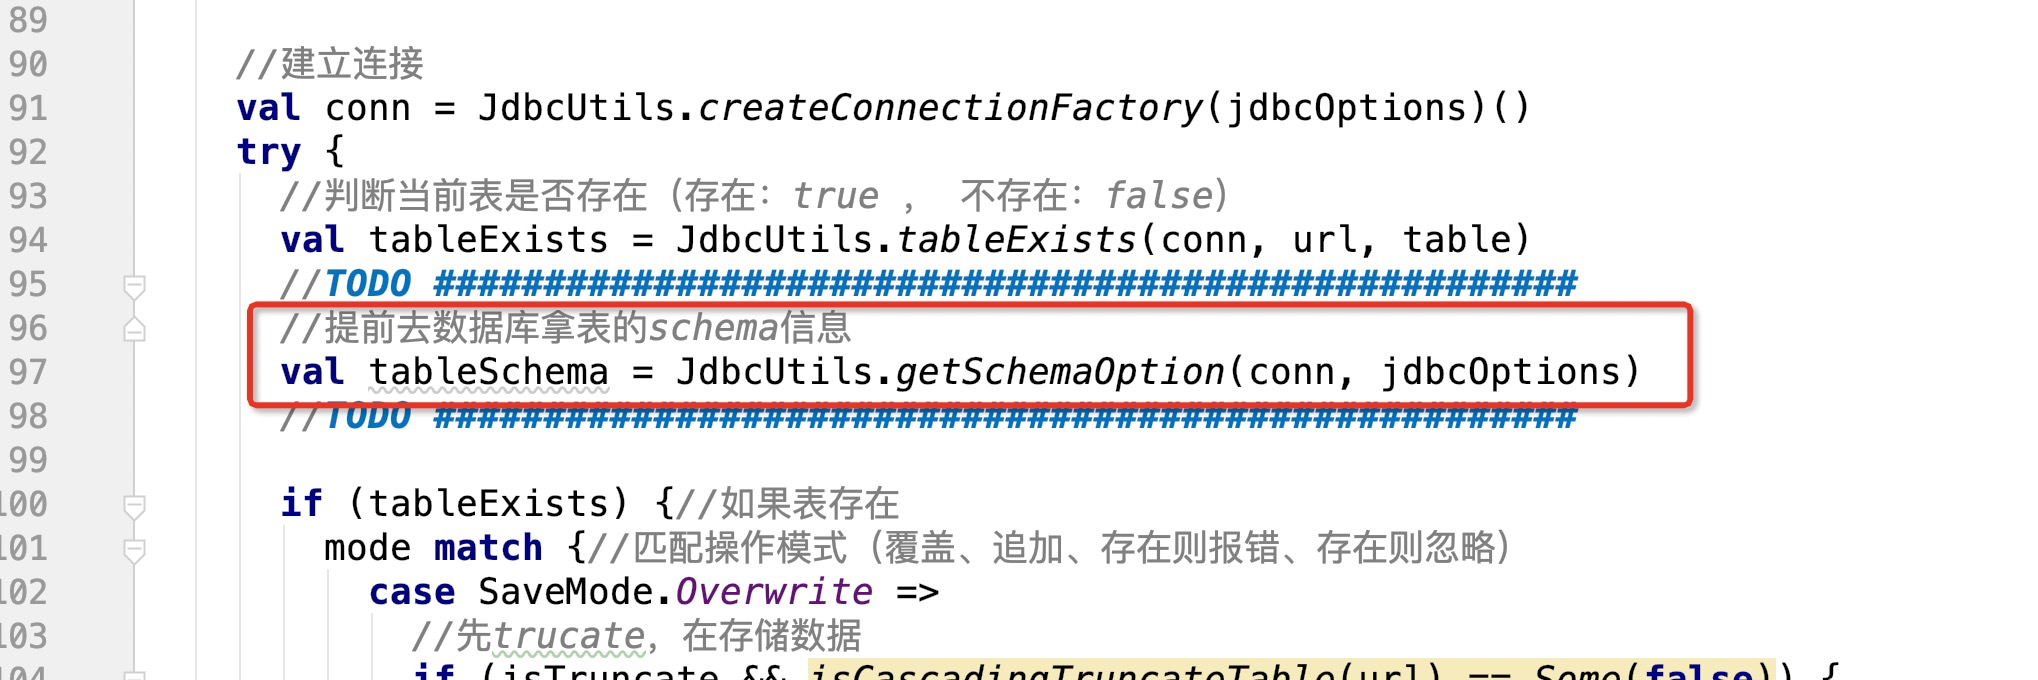 89
90 //建立连接
91 val conn = JdbcUtils.createConnectionFactory(jdbcOptions)()
92 try {
93 //判断当前表是否存在（存在：true ， 不存在：false）
94 val tableExists = JdbcUtils.tableExists(conn, url, table)
95 //TODO ####################################################
96 //提前去数据库拿表的schema信息
97 val tableSchema = JdbcUtils.getSchemaOption(conn, jdbcOptions)
98 //TODO ####################################################
99
100 if (tableExists) {//如果表存在
101 mode match {//匹配操作模式（覆盖、追加、存在则报错、存在则忽略）
102 case SaveMode.Overwrite =>
103 //先trucate，在存储数据
104 if (isTruncate && isCascadingTruncateTable(url) == Some(false)) {